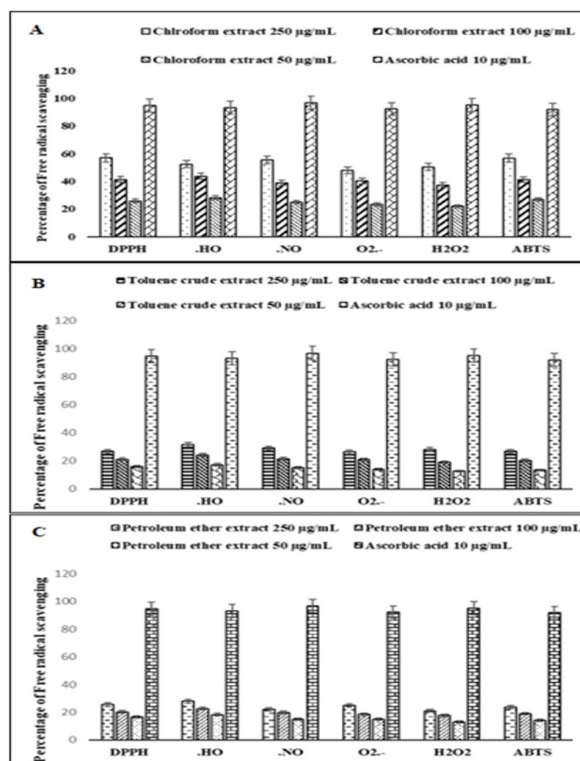 A
Chlroform extract 250 µg/mL Chloroform extract 100 µg/mL
Chloroform extract 50 µg/mL Ascorbic acid 10 µg/mL
Percentage of Free radical scavenging
120
100
80
60
40
20
0
DPPH .HO .NO O2.- H2O2 ABTS
B
Toluene crude extract 250 µg/mL Toluene crude extract 100 µg/mL
Toluene crude extract 50 µg/mL Ascorbic acid 10 µg/mL
Percentage of Free radical scavenging
120
100
80
60
40
20
0
DPPH .HO .NO O2.- H2O2 ABTS
C
Petroleum ether extract 250 µg/mL Petroleum ether extract 100 µg/mL
Petroleum ether extract 50 µg/mL Ascorbic acid 10 µg/mL
Percentage of Free radical scavenging
120
100
80
60
40
20
0
DPPH .HO .NO O2.- H2O2 ABTS